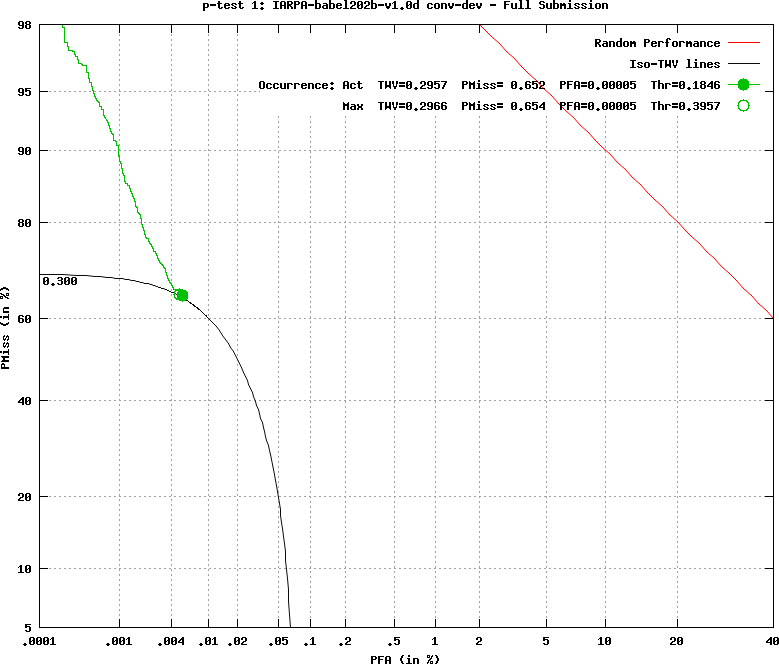 p-test 1: IARPA-babel202b-v1.0d conv-dev - Full Submission
Random Performance
Iso-TWV lines
Occurrence: Act TWV=0.2957 PMiss= 0.652 PFA=0.00005 Thr=0.1846
Max TWV=0.2966 PMiss= 0.654 PFA=0.00005 Thr=0.3957
98
95
90
80
0.300
60
40
20
10
5
PMiss (in %)
.0001 .001 .004 .01 .02 .05 .1 .2 .5 1 2 5 10 20 40
PFA (in %)